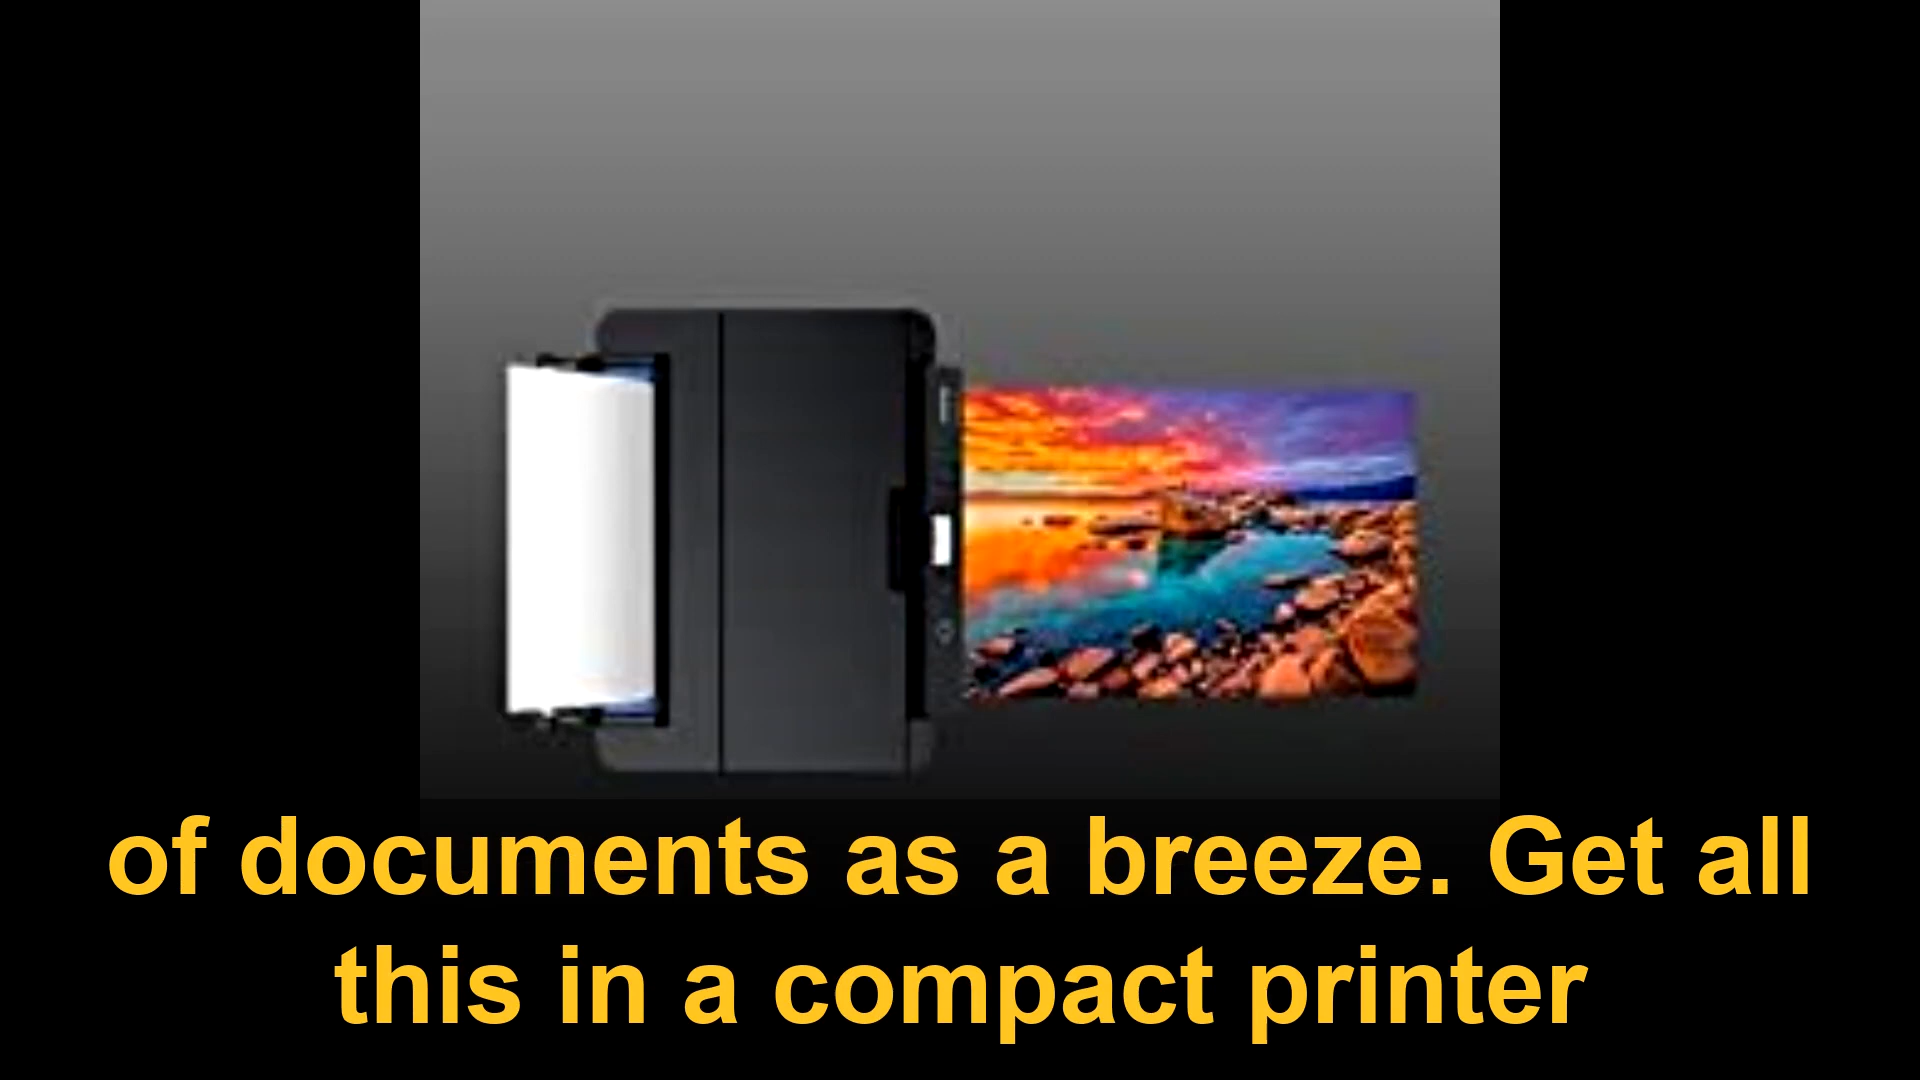 of documents as a breeze. Get all
this in a compact printer